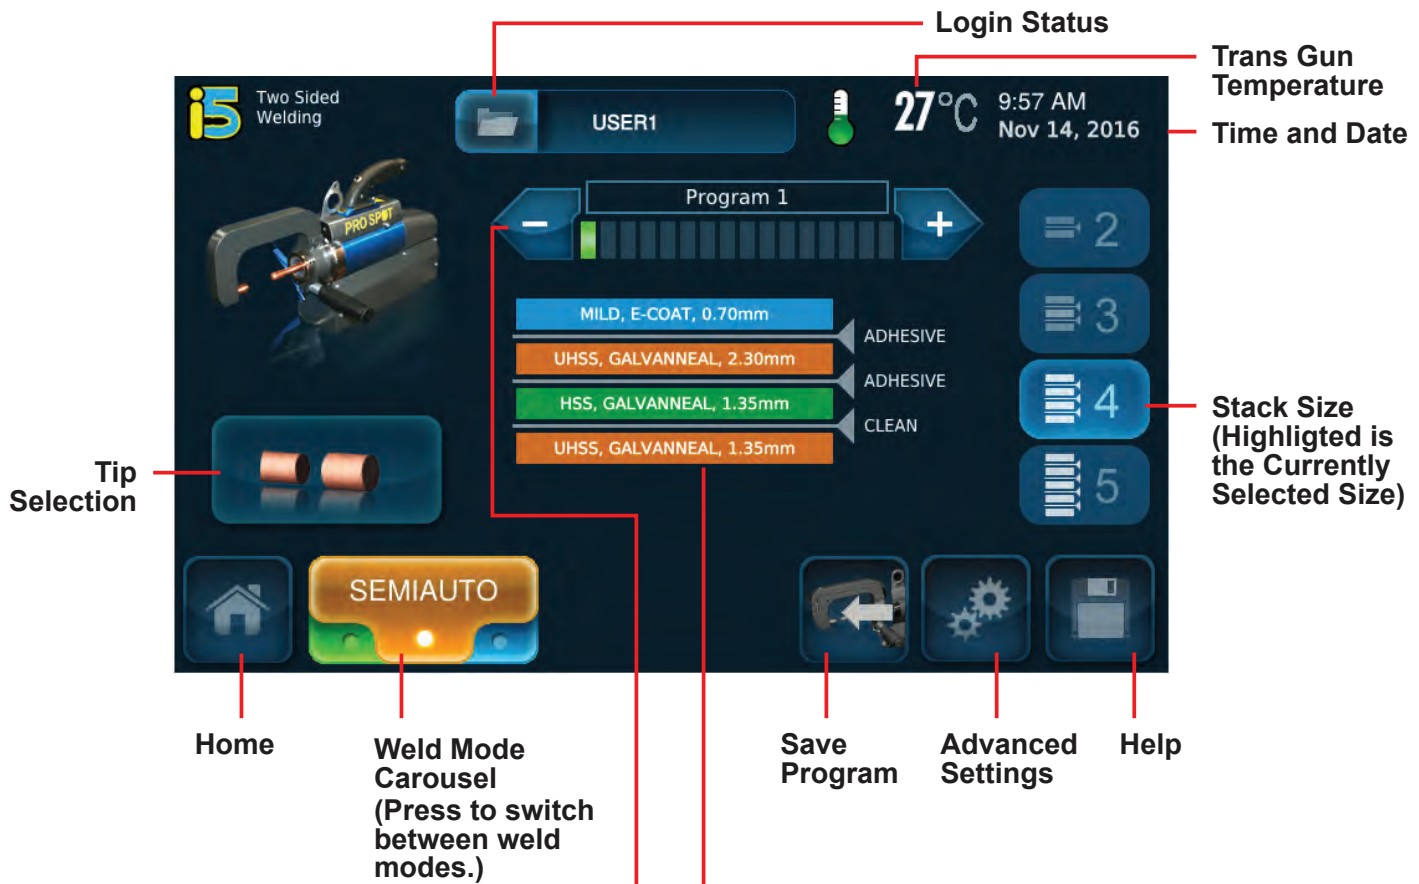 Login Status
Trans Gun
Temperature
Time and Date
i5
Two Sided
Welding
USER1
27°C
9:57 AM
Nov 14, 2016
PRO SPOT
−
Program 1
+
2
3
4
5
MILD, E-COAT, 0.70mm
ADHESIVE
UHSS, GALVANNEAL, 2.30mm
ADHESIVE
HSS, GALVANNEAL, 1.35mm
CLEAN
UHSS, GALVANNEAL, 1.35mm
Stack Size
(Highligted is
the Currently
Selected Size)
Tip
Selection
SEMIAUTO
Home
Weld Mode
Carousel
(Press to switch
between weld
modes.)
Save
Program
Advanced
Settings
Help